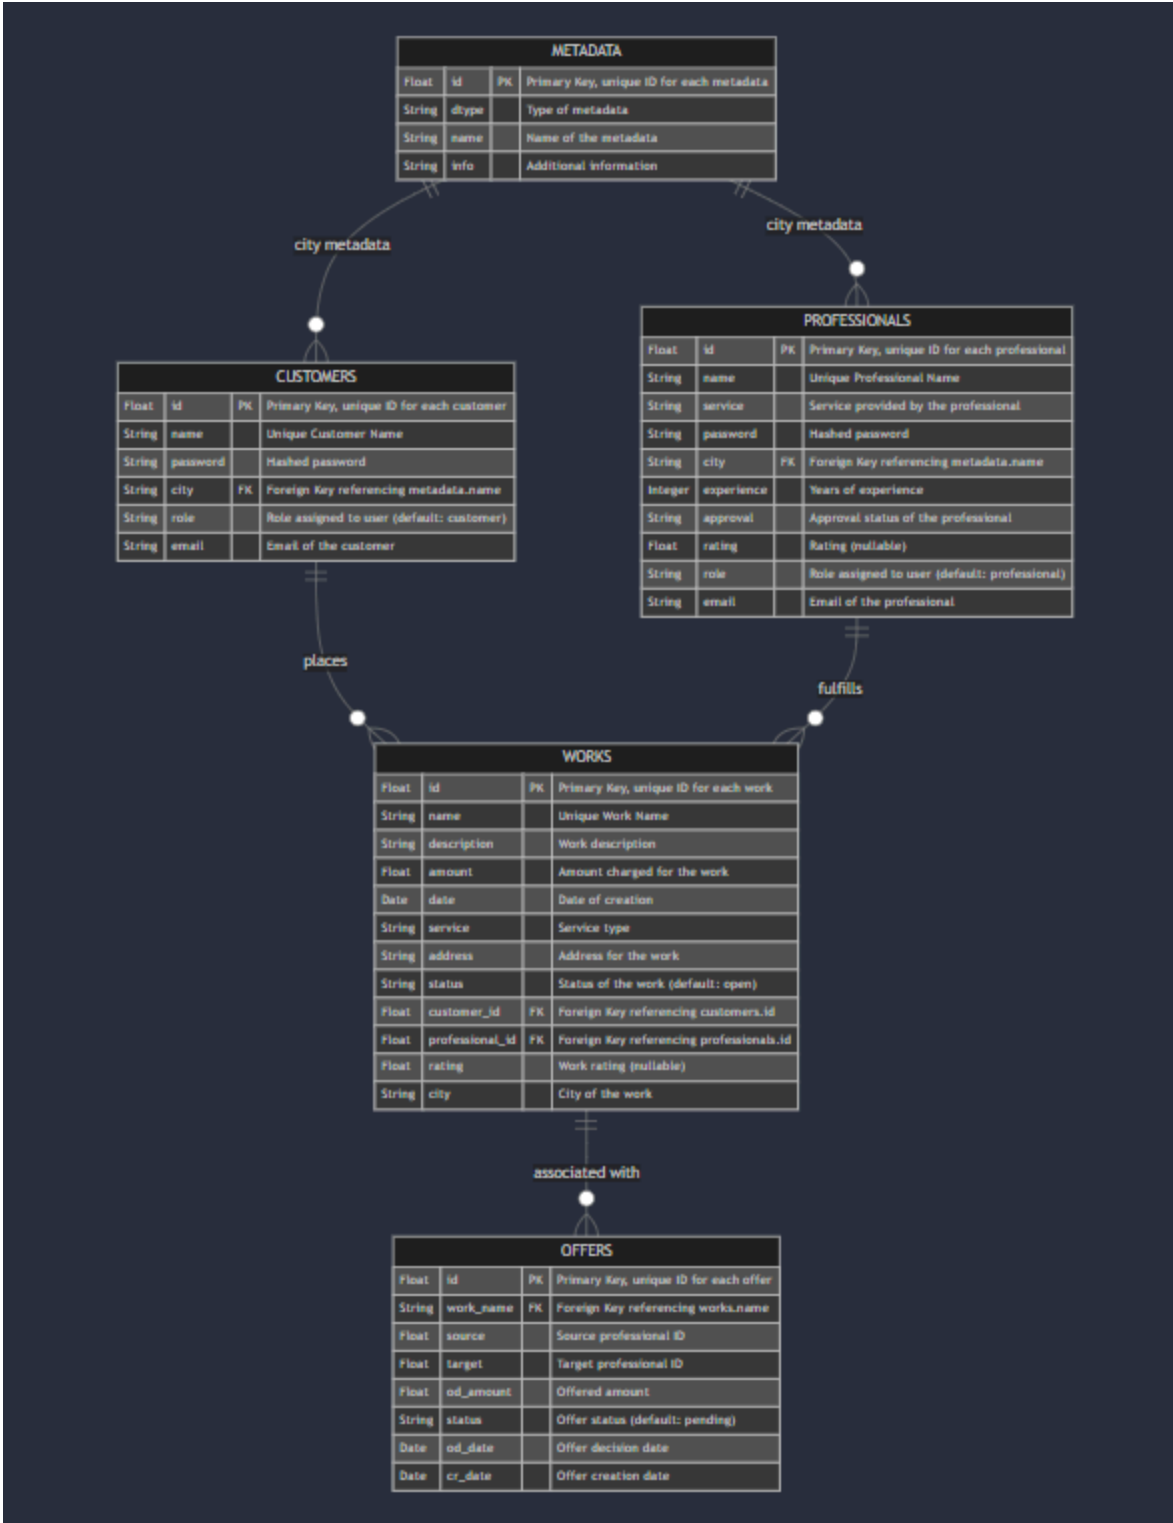 METADATA
Float id PK Primary Key, unique ID for each metadata
String dtype Type of metadata
String name Name of the metadata
String info Additional information
city metadata
city metadata
CUSTOMERS
Float id PK Primary Key, unique ID for each customer
String name Unique Customer Name
String password Hashed password
String city FK Foreign Key referencing metadata.name
String role Role assigned to user (default: customer)
String email Email of the customer
PROFESSIONALS
Float id PK Primary Key, unique ID for each professional
String name Unique Professional Name
String service Service provided by the professional
String password Hashed password
String city FK Foreign Key referencing metadata.name
Integer experience Years of experience
String approval Approval status of the professional
Float rating Rating (nullable)
String role Role assigned to user (default: professional)
String email Email of the professional
places
fulfills
WORKS
Float id PK Primary Key, unique ID for each work
String name Unique Work Name
String description Work description
Float amount Amount charged for the work
Date date Date of creation
String service Service type
String address Address for the work
String status Status of the work (default: open)
Float customer_id FK Foreign Key referencing customers.id
Float professional_id FK Foreign Key referencing professionals.id
Float rating Work rating (nullable)
String city City of the work
associated with
OFFERS
Float id PK Primary Key, unique ID for each offer
String work_name FK Foreign Key referencing works.name
Float source Source professional ID
Float target Target professional ID
Float od_amount Offered amount
String status Offer status (default: pending)
Date od_date Offer decision date
Date cr_date Offer creation date